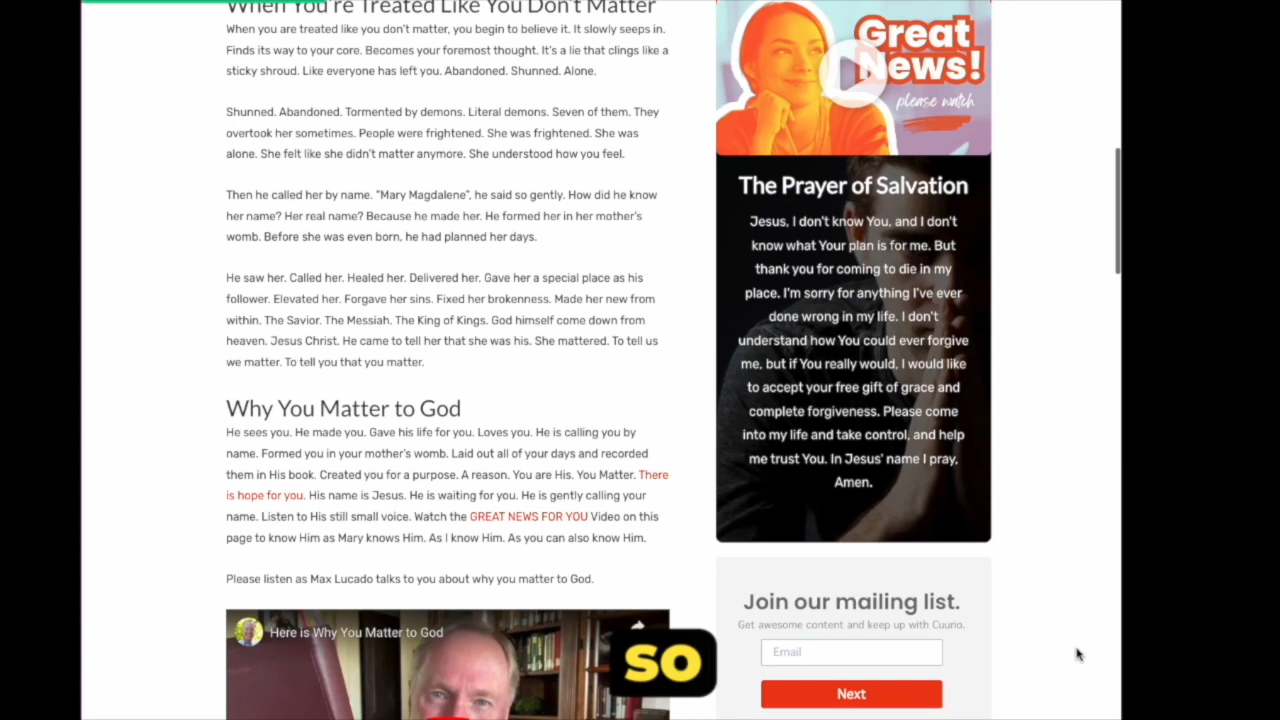 When You're Treated Like You Don't Matter
When you are treated like you don't matter, you begin to believe it. It slowly seeps in.
Finds its way to your core. Becomes your foremost thought. It's a lie that clings like a
sticky shroud. Like everyone has left you. Abandoned. Shunned. Alone.
Shunned. Abandoned. Tormented by demons. Literal demons. Seven of them. They
overtook her sometimes. People were frightened. She was frightened. She was
alone. She felt like she didn't matter anymore. She understood how you feel.
Then he called her by name. “Mary Magdalene”, he said so gently. How did he know
her name? Her real name? Because he made her. He formed her in her mother's
womb. Before she was even born, he had planned her days.
He saw her. Called her. Healed her. Delivered her. Gave her a special place as his
follower. Elevated her. Forgave her sins. Fixed her brokenness. Made her new from
within. The Savior. The Messiah. The King of Kings. God himself come down from
heaven. Jesus Christ. He came to tell her that she was his. She mattered. To tell us
we matter. To tell you that you matter.
Why You Matter to God
He sees you. He made you. Gave his life for you. Loves you. He is calling you by
name. Formed you in your mother's womb. Laid out all of your days and recorded
them in His book. Created you for a purpose. A reason. You are His. You Matter. There
is hope for you. His name is Jesus. He is waiting for you. He is gently calling your
name. Listen to His still small voice. Watch the GREAT NEWS FOR YOU Video on this
page to know Him as Mary knows Him. As I know Him. As you can also know Him.
Please listen as Max Lucado talks to you about why you matter to God.
Here is Why You Matter to God
SO
Great
News!
please watch
The Prayer of Salvation
Jesus, I don't know You, and I don't
know what Your plan is for me. But
thank you for coming to die in my
place. I'm sorry for anything I've ever
done wrong in my life. I don't
understand how You could ever forgive
me, but if You really would, I would like
to accept your free gift of grace and
complete forgiveness. Please come
into my life and take control, and help
me trust You. In Jesus' name I pray,
Amen.
Join our mailing list.
Get awesome content and keep up with Cuurio.
Email
Next